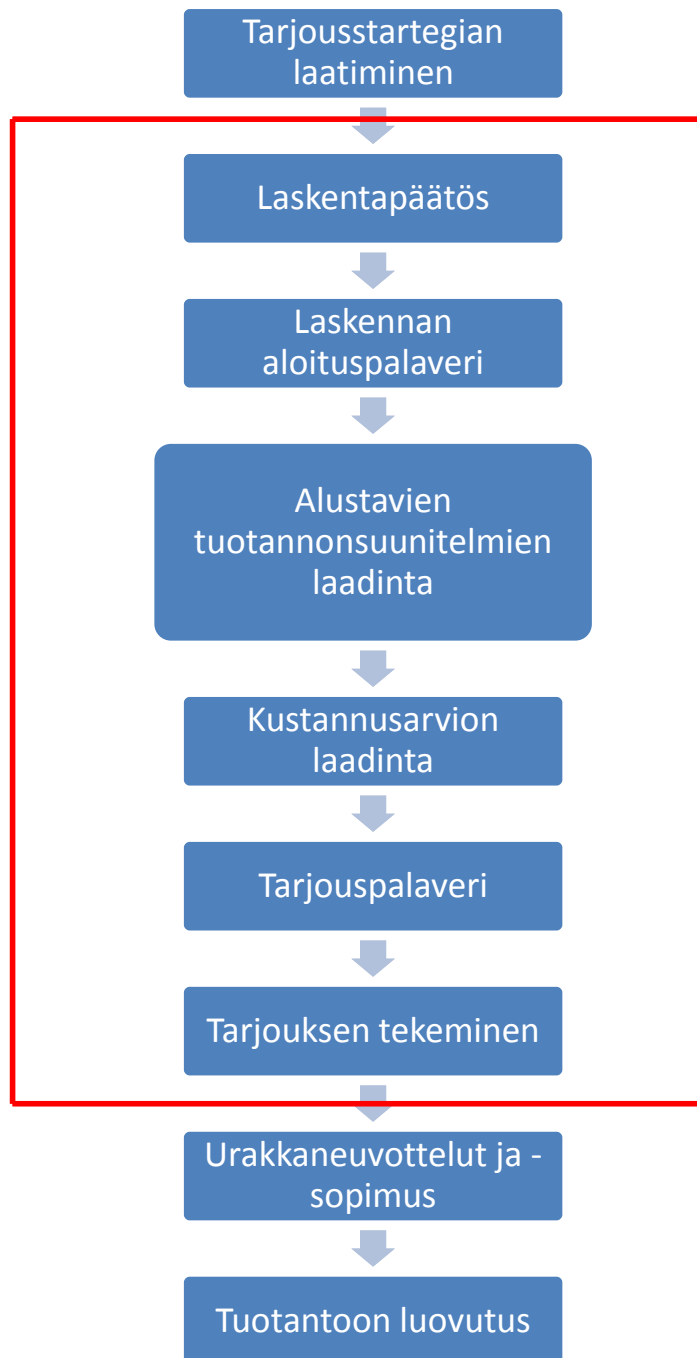 Tarjousstartegian
laatiminen
Laskentapäätös
Laskennan
aloituspalaveri
Alustavien
tuotannonsuunitelmien
laadinta
Kustannusarvion
laadinta
Tarjouspalaveri
Tarjouksen tekeminen
Urakkaneuvottelut ja -
sopimus
Tuotantoon luovutus